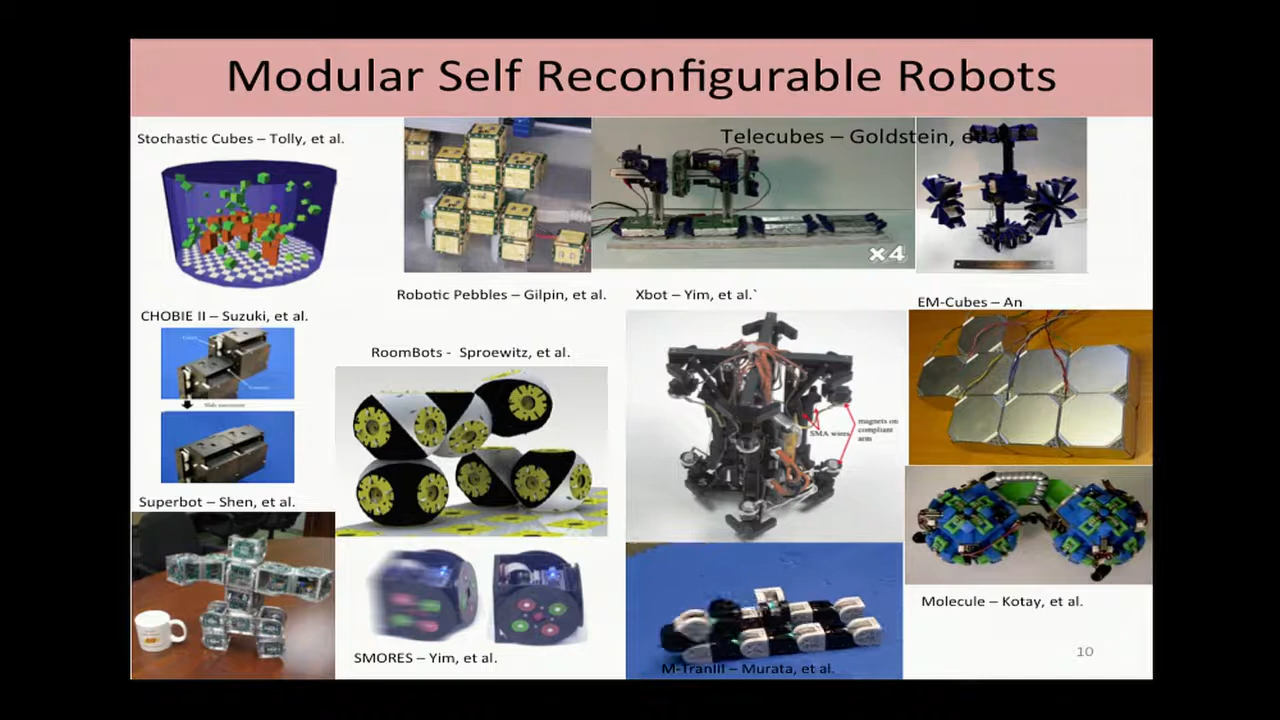 Modular Self Reconfigurable Robots
Stochastic Cubes – Tolly, et al.
Telecubes – Goldstein, et al.
×4
Robotic Pebbles – Gilpin, et al.
Xbot – Yim, et al.`
EM-Cubes – An
CHOBIE II – Suzuki, et al.
RoomBots - Sproewitz, et al.
SMA wires
magnets on
compliant
arm
Superbot – Shen, et al.
Molecule – Kotay, et al.
SMORES – Yim, et al.
M-TranIII – Murata, et al.
10